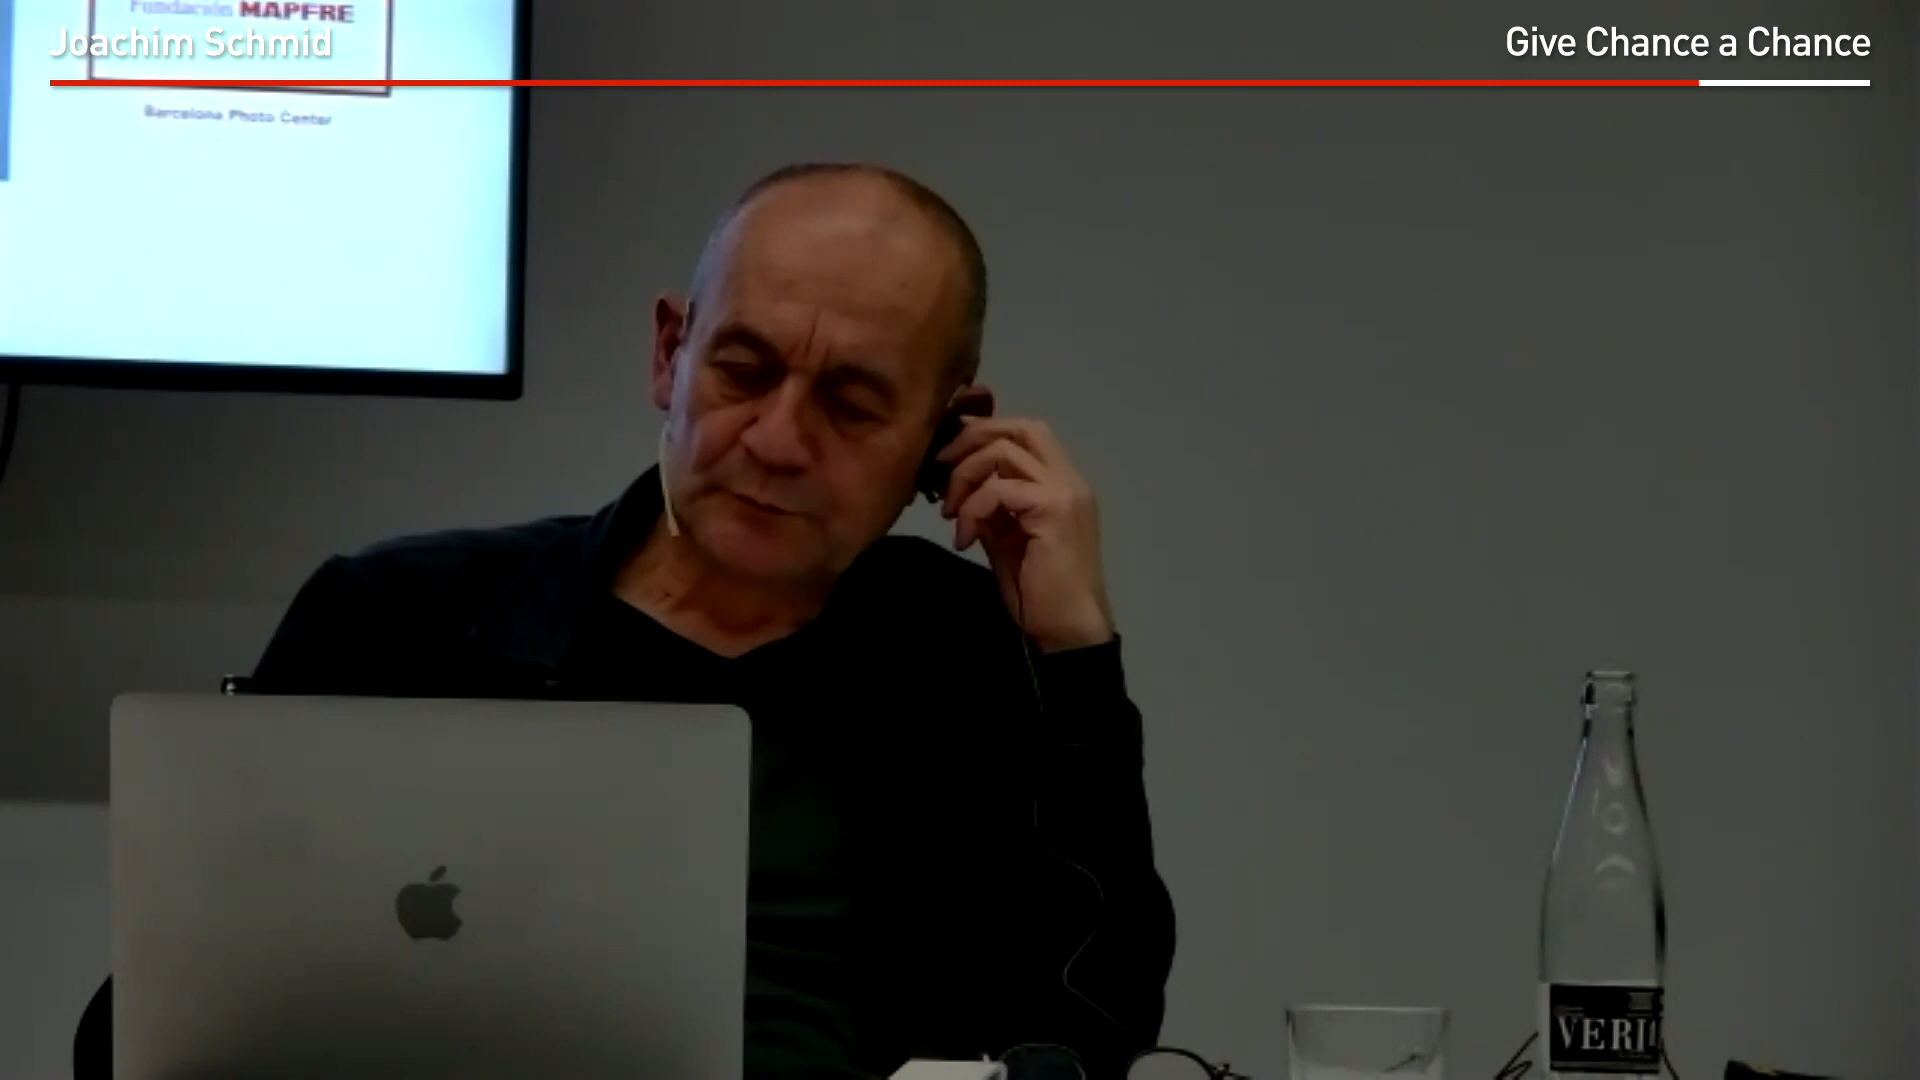 Fundación MAPFRE
Joachim Schmid
Give Chance a Chance
Barcelona Photo Center
VERI